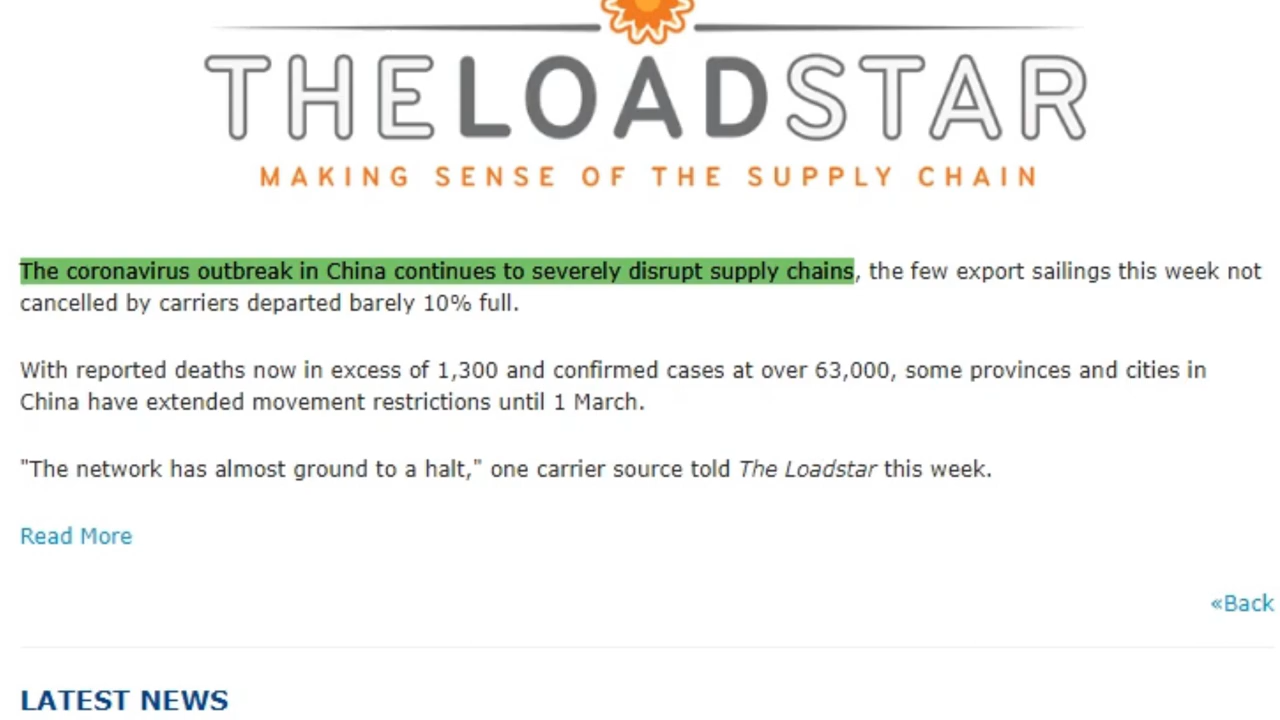 THELOADSTAR
MAKING SENSE OF THE SUPPLY CHAIN
The coronavirus outbreak in China continues to severely disrupt supply chains, the few export sailings this week not
cancelled by carriers departed barely 10% full.
With reported deaths now in excess of 1,300 and confirmed cases at over 63,000, some provinces and cities in
China have extended movement restrictions until 1 March.
"The network has almost ground to a halt," one carrier source told The Loadstar this week.
Read More
«Back
LATEST NEWS